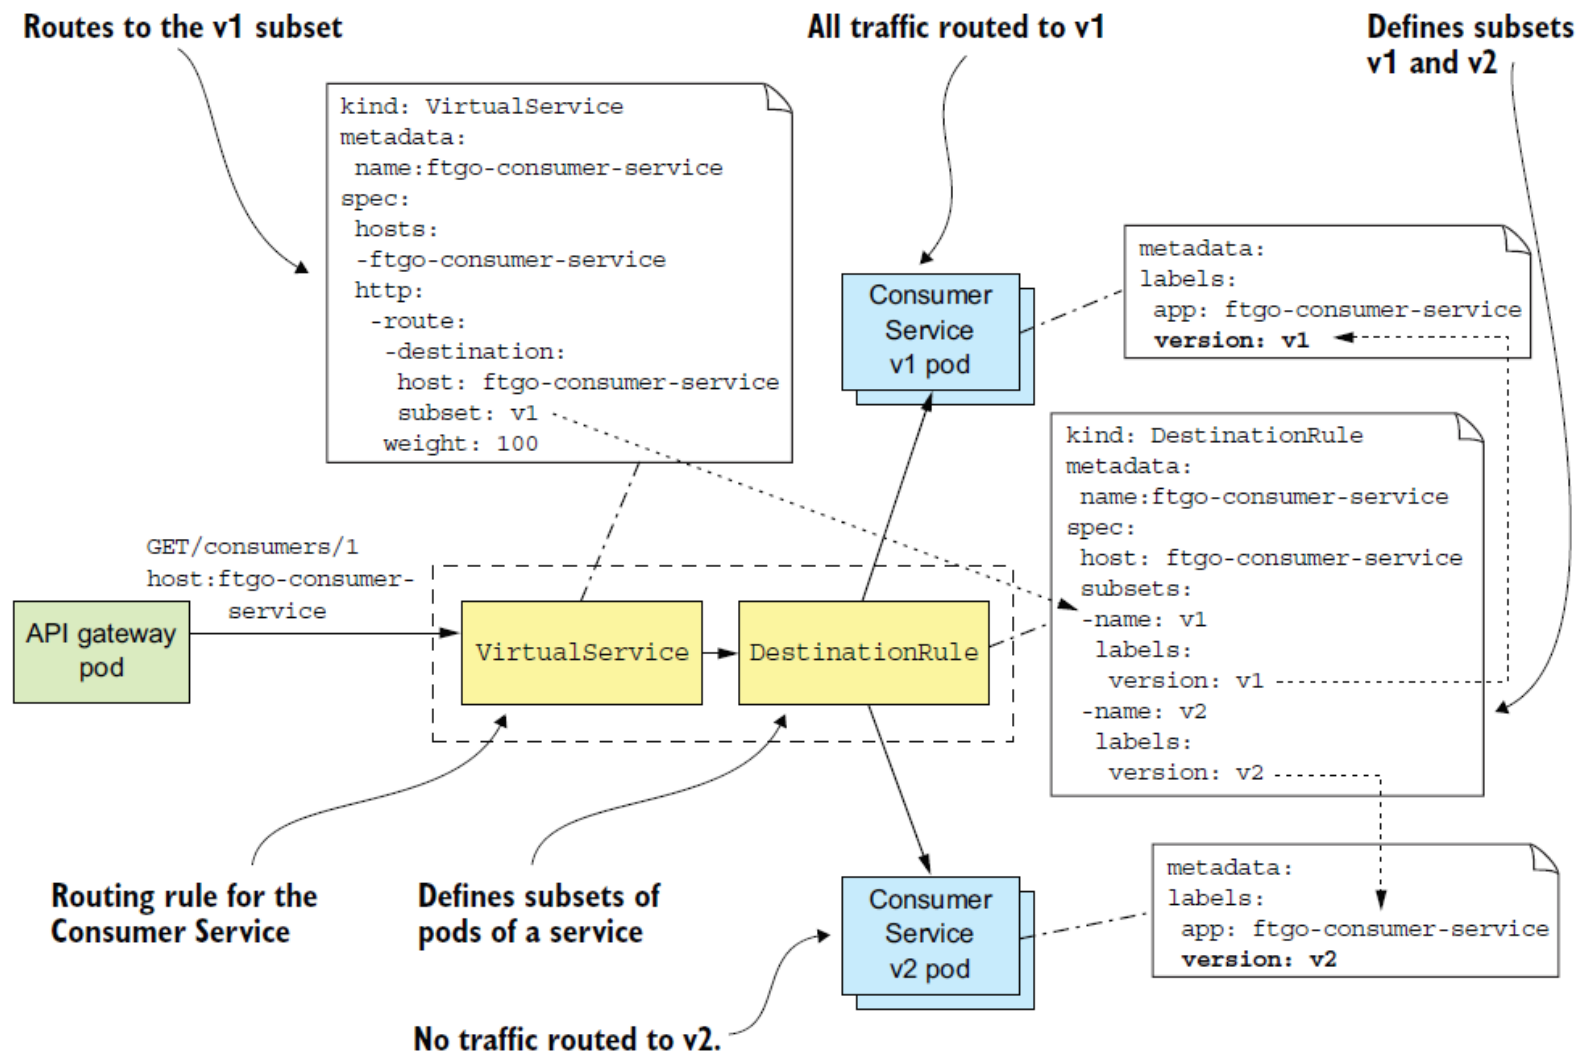 Routes to the v1 subset
All traffic routed to v1
Defines subsets
v1 and v2
kind: VirtualService
metadata:
name:ftgo-consumer-service
spec:
hosts:
-ftgo-consumer-service
http:
-route:
-destination:
host: ftgo-consumer-service
subset: v1
weight: 100
Consumer
Service
v1 pod
metadata:
labels:
app: ftgo-consumer-service
version: v1
kind: DestinationRule
metadata:
name:ftgo-consumer-service
spec:
host: ftgo-consumer-service
subsets:
-name: v1
labels:
version: v1
-name: v2
labels:
version: v2
GET/consumers/1
host:ftgo-consumer-
service
API gateway
pod
VirtualService
DestinationRule
Routing rule for the
Consumer Service
Defines subsets of
pods of a service
Consumer
Service
v2 pod
metadata:
labels:
app: ftgo-consumer-service
version: v2
No traffic routed to v2.